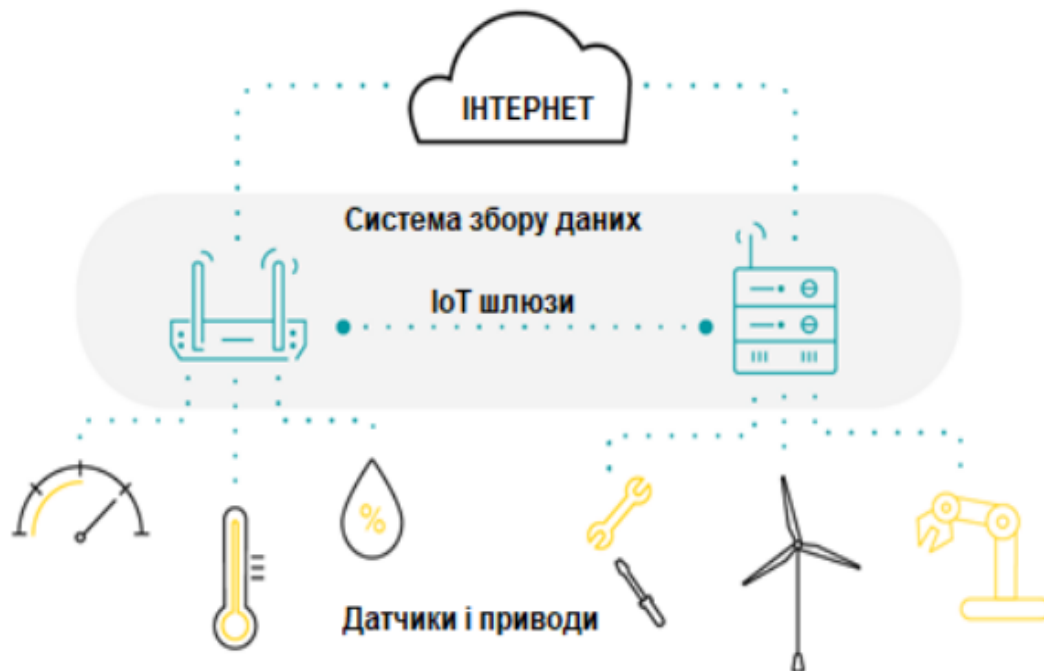 ІНТЕРНЕТ
Система збору даних
IoT шлюзи
%
Датчики і приводи